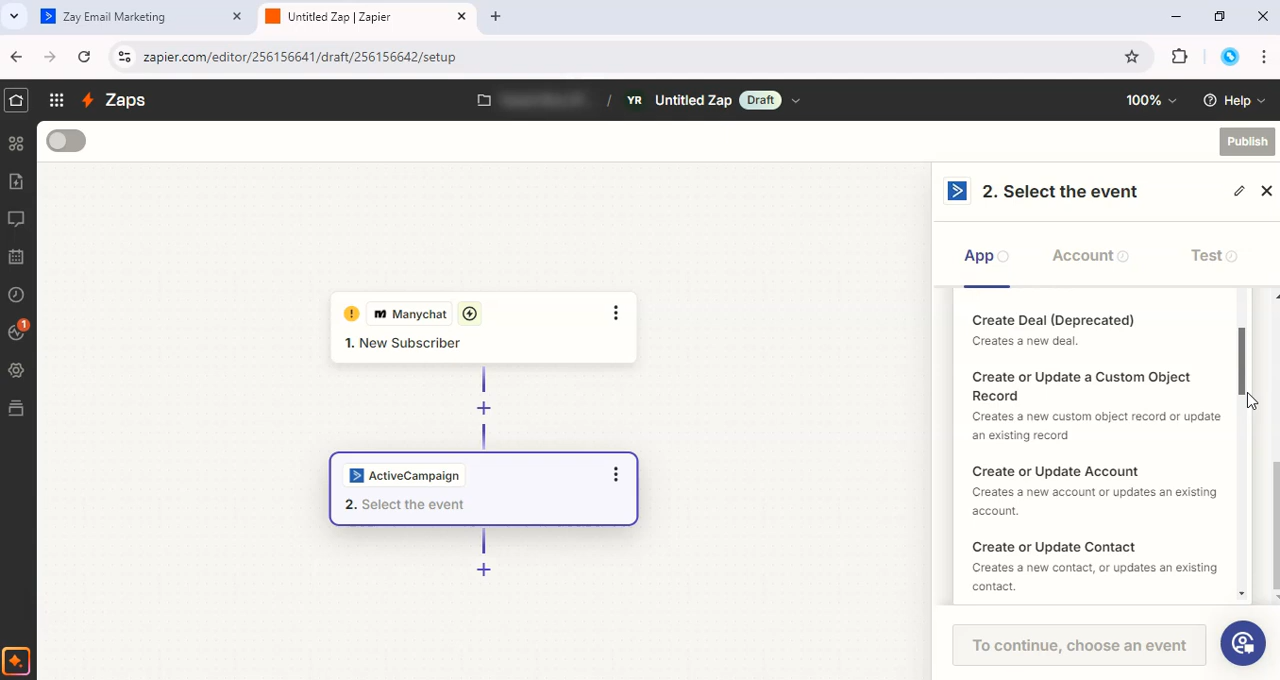 Zay Email Marketing
Untitled Zap | Zapier
zapier.com/editor/256156641/draft/256156642/setup
Zaps
/ YR Untitled Zap Draft
100%
Help
Publish
2. Select the event
App
Account
Test
1
Manychat
1. New Subscriber
ActiveCampaign
2. Select the event
Create Deal (Deprecated)
Creates a new deal.
Create or Update a Custom Object
Record
Creates a new custom object record or update
an existing record
Create or Update Account
Creates a new account or updates an existing
account.
Create or Update Contact
Creates a new contact, or updates an existing
contact.
To continue, choose an event